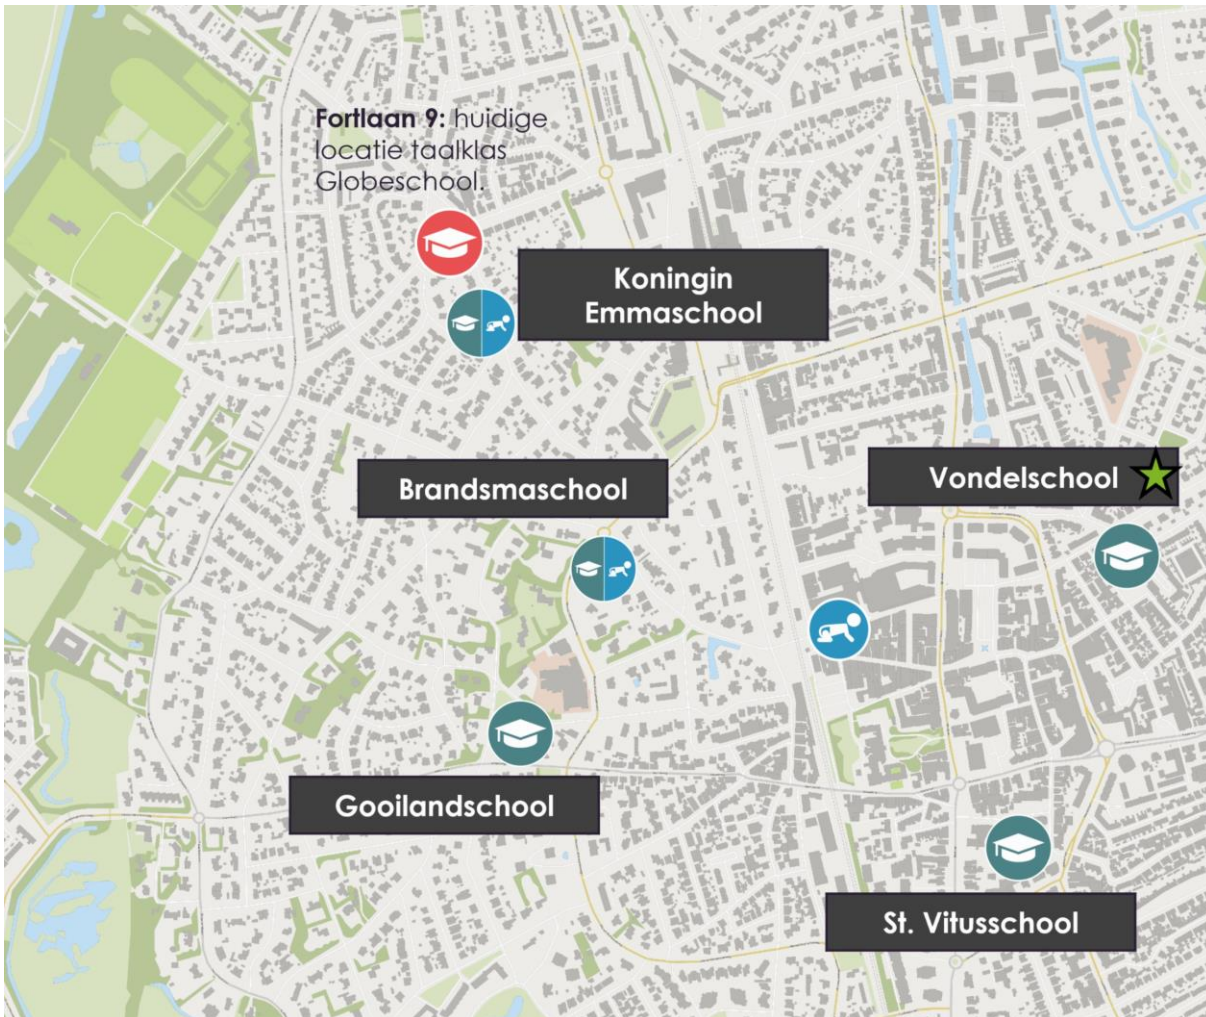 Fortlaan 9: huidige
locatie taalklas
Globeschool.
Koningin
Emmaschool
Brandsmaschool
Vondelschool
Gooilandschool
St. Vitusschool